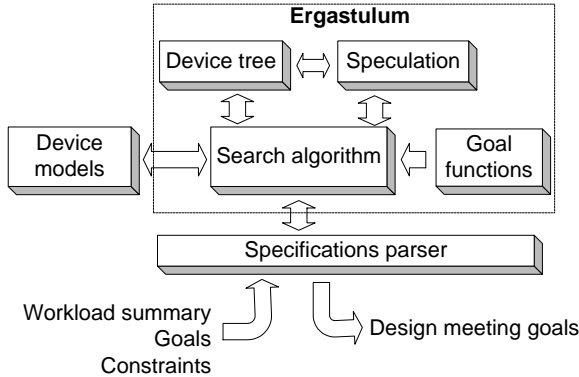 Ergastulum
Device tree
Speculation
Device
models
Search algorithm
Goal
functions
Specifications parser
Workload summary
Goals
Constraints
Design meeting goals